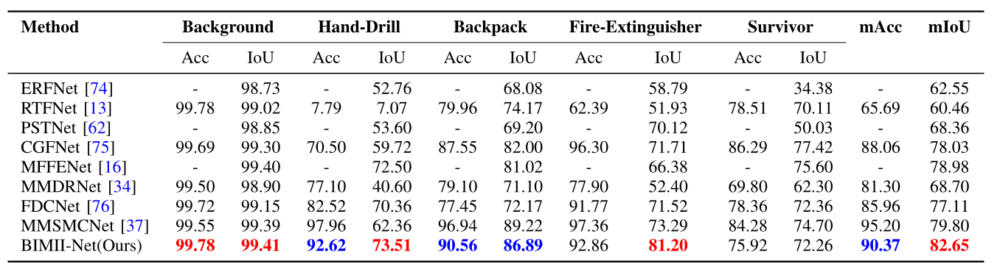 Method Background Hand-Drill Backpack Fire-Extinguisher Survivor mAcc mIoU
Acc IoU Acc IoU Acc IoU Acc IoU Acc IoU
ERFNet [74] - 98.73 - 52.76 - 68.08 - 58.79 - 34.38 - 62.55
RTFNet [13] 99.78 99.02 7.79 7.07 79.96 74.17 62.39 51.93 78.51 70.11 65.69 60.46
PSTNet [62] - 98.85 - 53.60 - 69.20 - 70.12 - 50.03 - 68.36
CGFNet [75] 99.69 99.30 70.50 59.72 87.55 82.00 96.30 71.71 86.29 77.42 88.06 78.03
MFFENet [16] - 99.40 - 72.50 - 81.02 - 66.38 - 75.60 - 78.98
MMDRNet [34] 99.50 98.90 77.10 40.60 79.10 71.10 77.90 52.40 69.80 62.30 81.30 68.70
FDCNet [76] 99.72 99.15 82.52 70.36 77.45 72.17 91.77 71.52 78.36 72.36 85.96 77.11
MMSMCNet [37] 99.55 99.39 97.96 62.36 96.94 89.22 97.36 73.29 84.28 74.70 95.20 79.80
BIMII-Net(Ours) 99.78 99.41 92.62 73.51 90.56 86.89 92.86 81.20 75.92 72.26 90.37 82.65